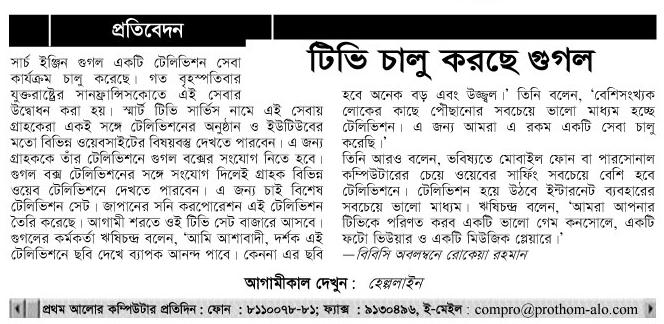 প্রতিবেদন
টিভি চালু করছে গুগল
সার্চ ইঞ্জিন গুগল একটি টেলিভিশন সেবা
কার্যক্রম চালু করেছে। গত বৃহস্পতিবার
যুক্তরাষ্ট্রের সানফ্রান্সিসকোতে এই সেবার
উদ্বোধন করা হয়। স্মার্ট টিভি সার্ভিস নামে এই সেবায়
গ্রাহকেরা একই সঙ্গে টেলিভিশনের অনুষ্ঠান ও ইউটিউবের
মতো বিভিন্ন ওয়েবসাইটের বিষয়বস্তু দেখতে পারবেন। এ জন্য
গ্রাহককে তাঁর টেলিভিশনে গুগল বক্সের সংযোগ নিতে হবে।
গুগল বক্স টেলিভিশনের সঙ্গে সংযোগ দিলেই গ্রাহক বিভিন্ন
ওয়েব টেলিভিশনে দেখতে পারবেন। এ জন্য চাই বিশেষ
টেলিভিশন সেট। জাপানের সনি করপোরেশন এই টেলিভিশন
তৈরি করেছে। আগামী শরতে ওই টিভি সেট বাজারে আসবে।
গুগলের কর্মকর্তা ঋষিচন্দ্র বলেন, ‘আমি আশাবাদী, দর্শক এই
টেলিভিশনে ছবি দেখে ব্যাপক আনন্দ পাবে। কেননা এর ছবি
হবে অনেক বড় এবং উজ্জ্বল।’ তিনি বলেন, ‘বেশিসংখ্যক
লোকের কাছে পৌছানোর সবচেয়ে ভালো মাধ্যম হচ্ছে
টেলিভিশন। এ জন্য আমরা এ রকম একটি সেবা চালু
করেছি।’
তিনি আরও বলেন, ভবিষ্যতে মোবাইল ফোন বা পারসোনাল
কম্পিউটারের চেয়ে ওয়েবের সার্ফিং সবচেয়ে বেশি হবে
টেলিভিশনে। টেলিভিশন হয়ে উঠবে ইন্টারনেট ব্যবহারের
সবচেয়ে ভালো মাধ্যম। ঋষিচন্দ্র বলেন, ‘আমরা আপনার
টিভিকে পরিণত করব একটি ভালো গেম কনসোলে, একটি
ফটো ভিউয়ার ও একটি মিউজিক প্লেয়ারে।’
—বিবিসি অবলম্বনে রোকেয়া রহমান
আগামীকাল দেখুন : হেল্পলাইন
প্রথম আলোর কম্পিউটার প্রতিদিন : ফোন : ৮১১০০৭৮-৮১; ফ্যাক্স : ৯১৩০৪৯৬, ই-মেইল : compro@prothom-alo.com